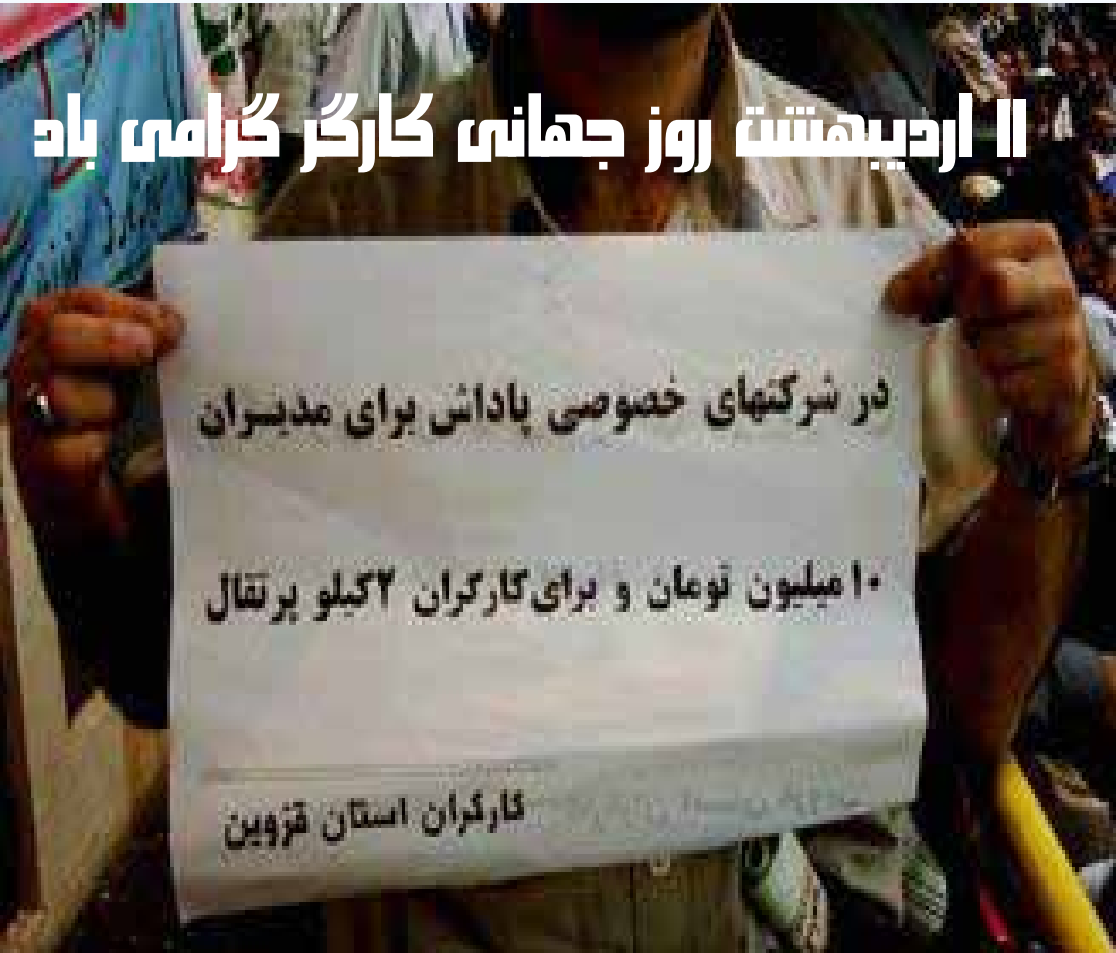 ۱۱ اردیبهشت روز جهانی کارگر گرامی باد
در شرکتهای خصوصی پاداش برای مدیـران
۱۰ میلیون تومان و برای کارگران ۲ کیلو پرتقال
کارگران استان قزوین